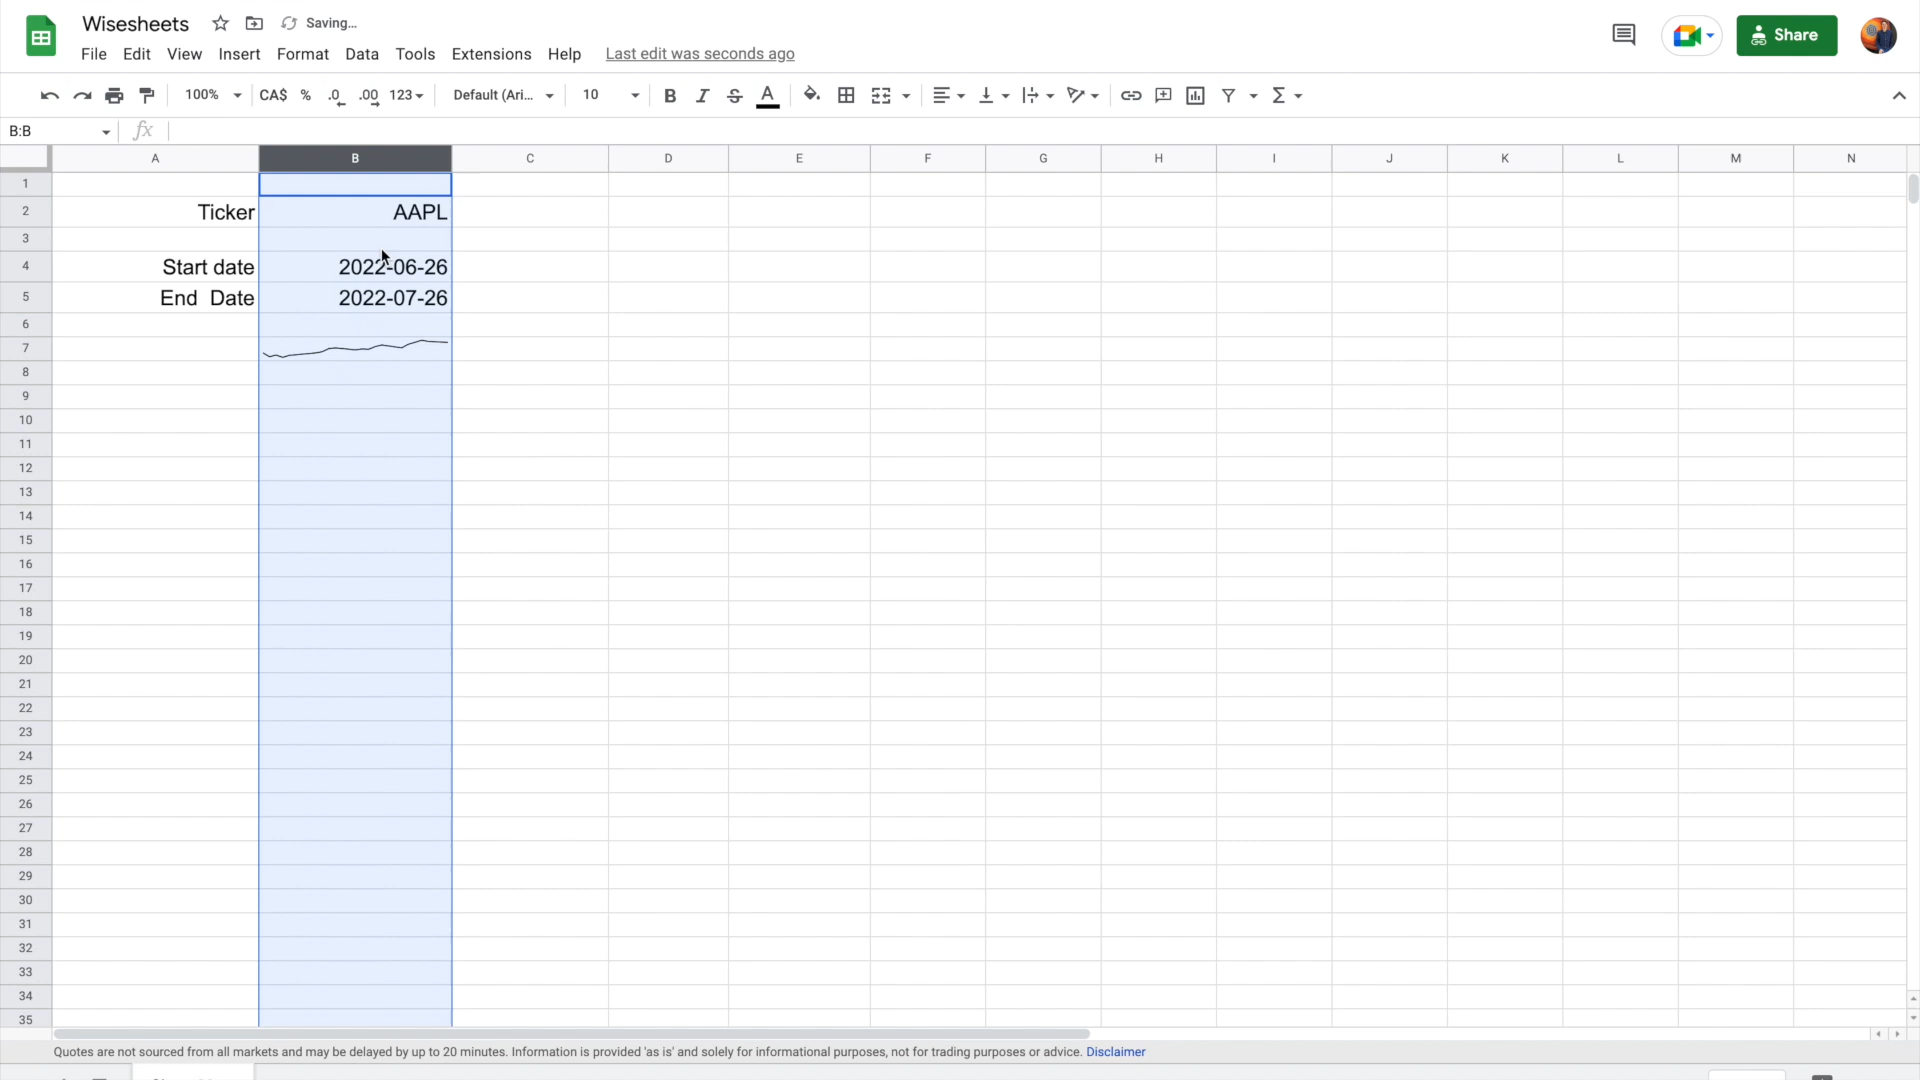 Wisesheets
Saving...
File Edit View Insert Format Data Tools Extensions Help Last edit was seconds ago
Share
100% CA$ % .0 .00 123 Default (Ari... 10 B I S A
B:B fx
A B C D E F G H I J K L M N
1
2 Ticker AAPL
3
4 Start date 2022-06-26
5 End Date 2022-07-26
6
7
8
9
10
11
12
13
14
15
16
17
18
19
20
21
22
23
24
25
26
27
28
29
30
31
32
33
34
35
Quotes are not sourced from all markets and may be delayed by up to 20 minutes. Information is provided 'as is' and solely for informational purposes, not for trading purposes or advice. Disclaimer